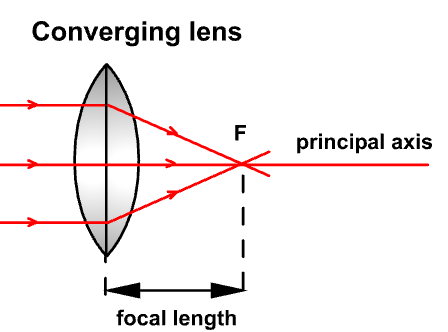 Converging lens
F
principal axis
focal length